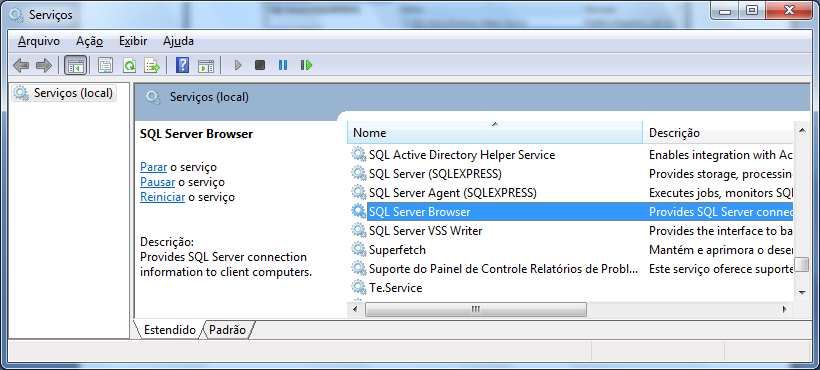 Serviços
Arquivo Ação Exibir Ajuda
Serviços (local)
Serviços (local)
SQL Server Browser
Parar o serviço
Pausar o serviço
Reiniciar o serviço
Descrição:
Provides SQL Server connection
information to client computers.
Nome Descrição
SQL Active Directory Helper Service Enables integration with Ac
SQL Server (SQLEXPRESS) Provides storage, processing
SQL Server Agent (SQLEXPRESS) Executes jobs, monitors SQL
SQL Server Browser Provides SQL Server connec
SQL Server VSS Writer Provides the interface to ba
Superfetch Mantém e aprimora o desen
Suporte do Painel de Controle Relatórios de Probl... Este serviço oferece suporte
Te.Service
Estendido Padrão